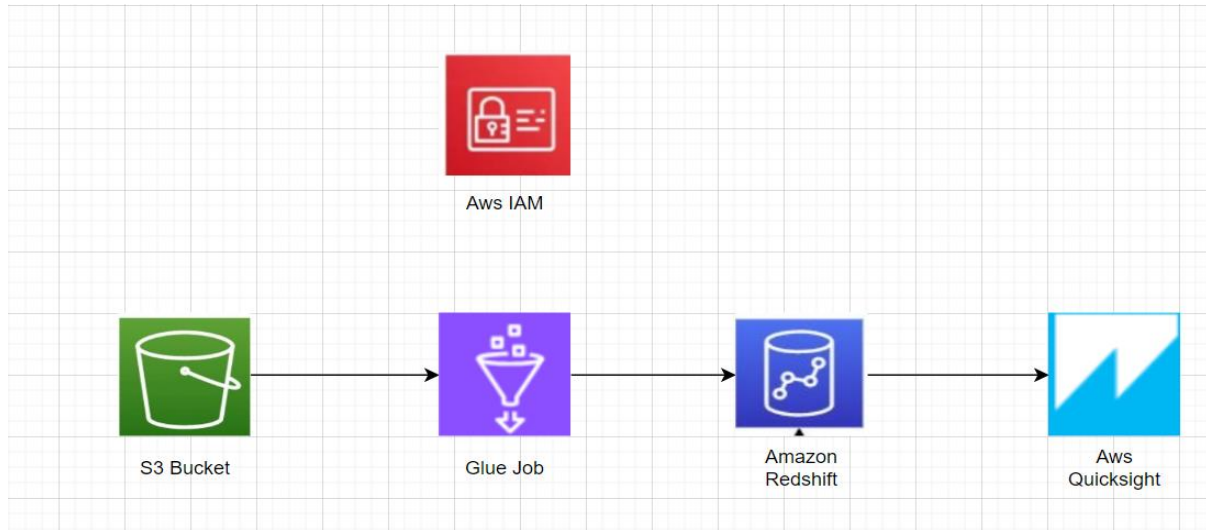 Aws IAM
S3 Bucket
Glue Job
Amazon
Redshift
Aws
Quicksight